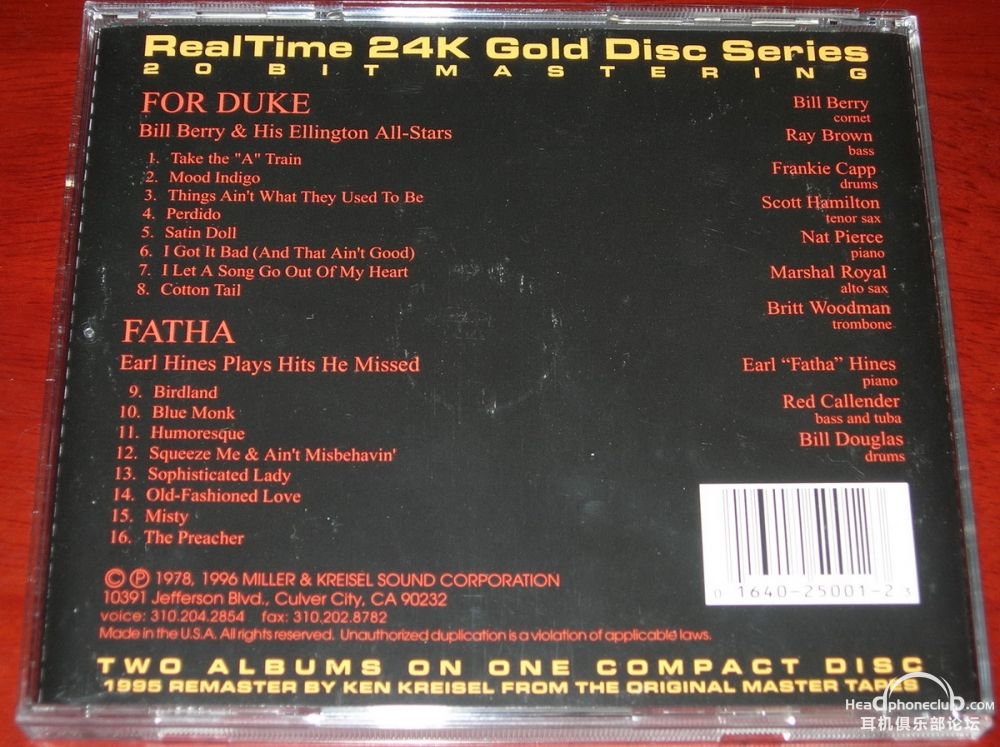 RealTime 24K Gold Disc Series
20 BIT MASTERING
FOR DUKE
Bill Berry & His Ellington All-Stars
1. Take the "A" Train
2. Mood Indigo
3. Things Ain't What They Used To Be
4. Perdido
5. Satin Doll
6. I Got It Bad (And That Ain't Good)
7. I Let A Song Go Out Of My Heart
8. Cotton Tail
FATHA
Earl Hines Plays Hits He Missed
9. Birdland
10. Blue Monk
11. Humoresque
12. Squeeze Me & Ain't Misbehavin'
13. Sophisticated Lady
14. Old-Fashioned Love
15. Misty
16. The Preacher
Bill Berry
cornet
Ray Brown
bass
Frankie Capp
drums
Scott Hamilton
tenor sax
Nat Pierce
piano
Marshal Royal
alto sax
Britt Woodman
trombone
Earl “Fatha” Hines
piano
Red Callender
bass and tuba
Bill Douglas
drums
0 1640-25001-2 3
© ℗ 1978, 1996 MILLER & KREISEL SOUND CORPORATION
10391 Jefferson Blvd., Culver City, CA 90232
voice: 310.204.2854 fax: 310.202.8782
Made in the U.S.A. All rights reserved. Unauthorized duplication is a violation of applicable laws.
TWO ALBUMS ON ONE COMPACT DISC
1995 REMASTER BY KEN KREISEL FROM THE ORIGINAL MASTER TAPES
Headphoneclub.com
耳机俱乐部论坛